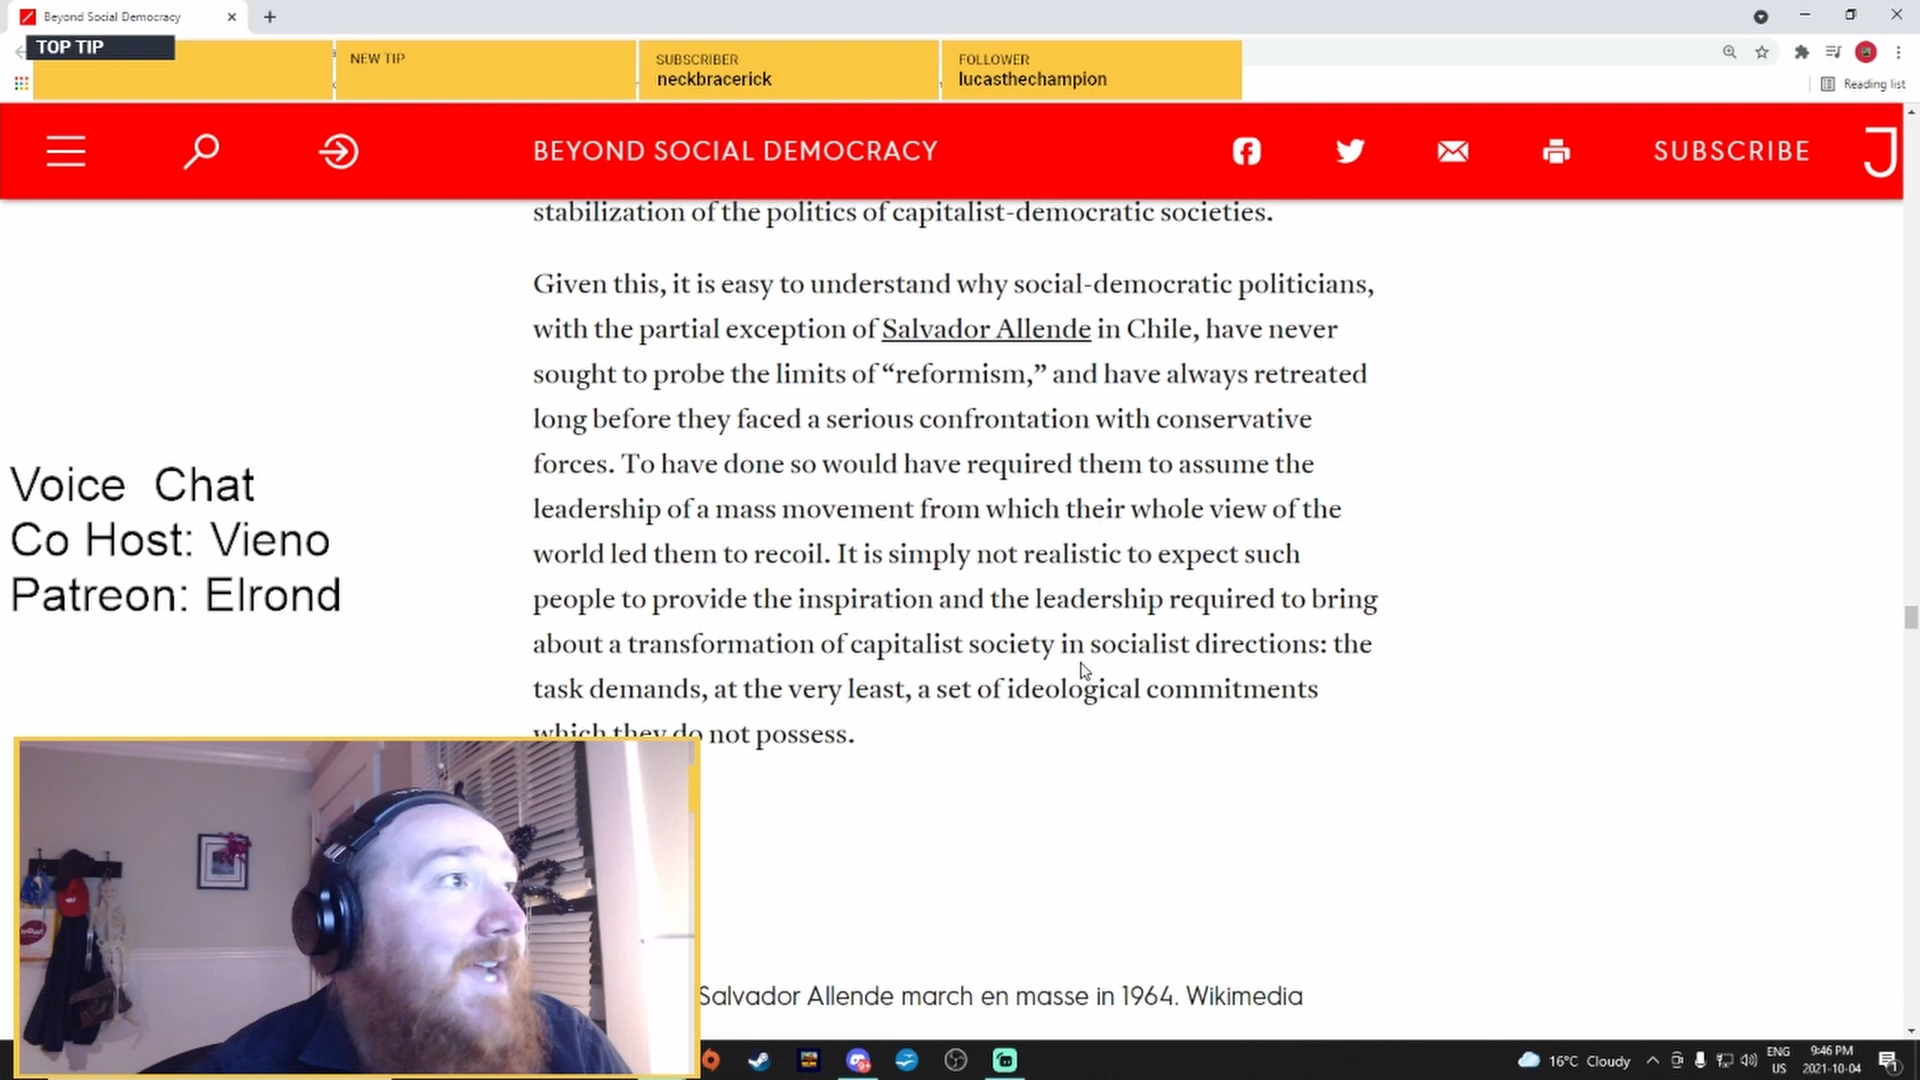 Beyond Social Democracy
TOP TIP
NEW TIP
SUBSCRIBER
neckbracerick
FOLLOWER
lucasthechampion
Reading list
BEYOND SOCIAL DEMOCRACY
SUBSCRIBE
J
stabilization of the politics of capitalist-democratic societies.
Given this, it is easy to understand why social-democratic politicians,
with the partial exception of Salvador Allende in Chile, have never
sought to probe the limits of “reformism,” and have always retreated
long before they faced a serious confrontation with conservative
forces. To have done so would have required them to assume the
leadership of a mass movement from which their whole view of the
world led them to recoil. It is simply not realistic to expect such
people to provide the inspiration and the leadership required to bring
about a transformation of capitalist society in socialist directions: the
task demands, at the very least, a set of ideological commitments
which they do not possess.
Voice Chat
Co Host: Vieno
Patreon: Elrond
Salvador Allende march en masse in 1964. Wikimedia
16°C Cloudy
ENG
US
9:46 PM
2021-10-04